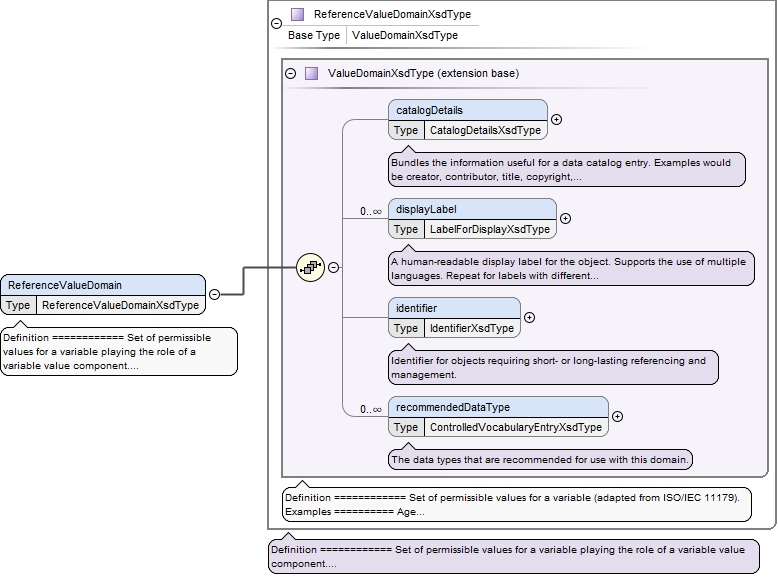 ReferenceValueDomainXsdType
Base Type ValueDomainXsdType
ValueDomainXsdType (extension base)
catalogDetails
Type CatalogDetailsXsdType
Bundles the information useful for a data catalog entry. Examples would
be creator, contributor, title, copyright,...
0..∞
displayLabel
Type LabelForDisplayXsdType
A human-readable display label for the object. Supports the use of multiple
languages. Repeat for labels with different...
ReferenceValueDomain
Type ReferenceValueDomainXsdType
Definition ============ Set of permissible
values for a variable playing the role of a
variable value component....
identifier
Type IdentifierXsdType
Identifier for objects requiring short- or long-lasting referencing and
management.
0..∞
recommendedDataType
Type ControlledVocabularyEntryXsdType
The data types that are recommended for use with this domain.
Definition ============ Set of permissible values for a variable (adapted from ISO/IEC 11179).
Examples ========== Age...
Definition ============ Set of permissible values for a variable playing the role of a variable value
component....